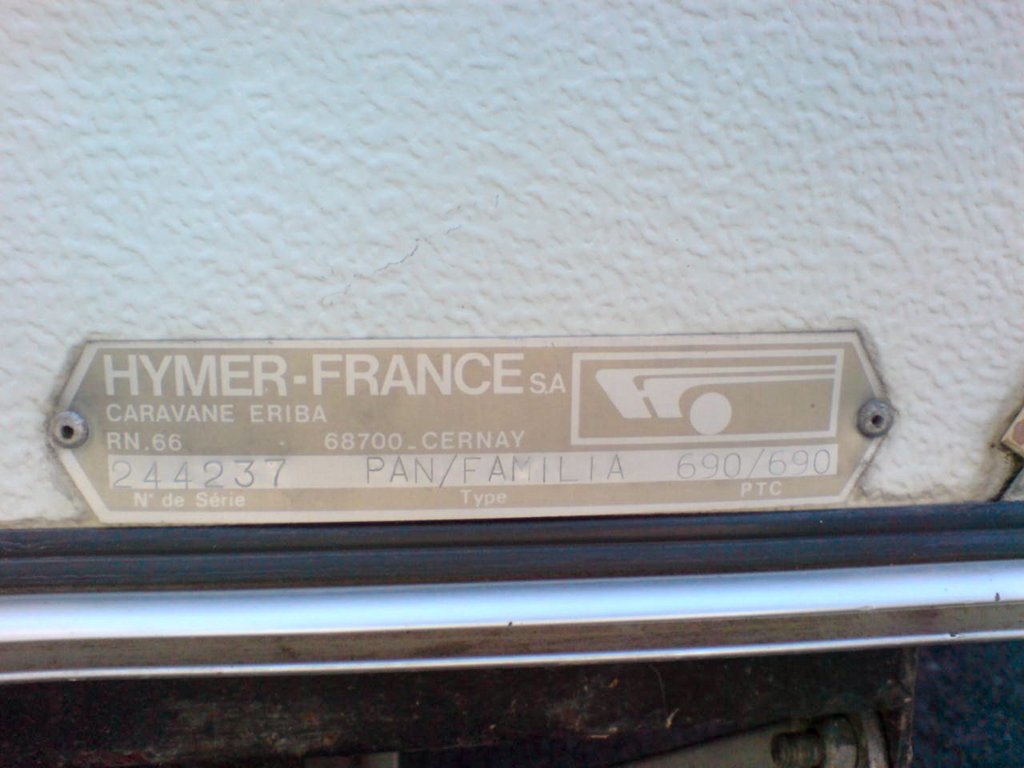 HYMER-FRANCE S.A
CARAVANE ERIBA
RN.66 68700_CERNAY
244237 PAN/FAMILIA 690/690
N° de Série Type PTC